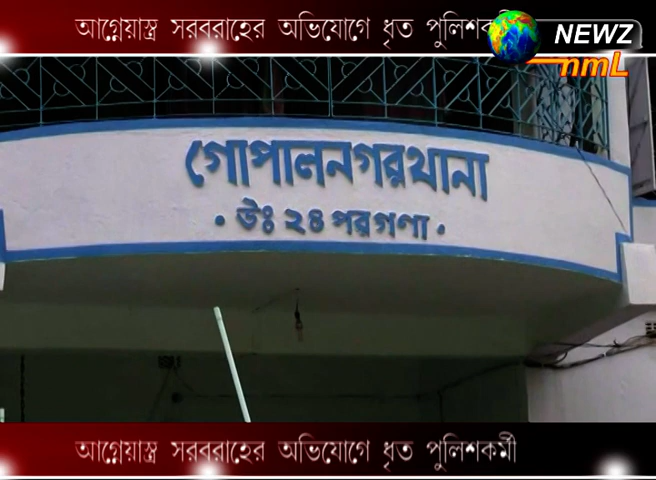 আগ্নেয়াস্ত্র সরবরাহের অভিযোগে ধৃত পুলিশকর্মী
NEWZ
nmL
গোপালনগর থানা
• উঃ ২৪ পরগণা •
আগ্নেয়াস্ত্র সরবরাহের অভিযোগে ধৃত পুলিশকর্মী